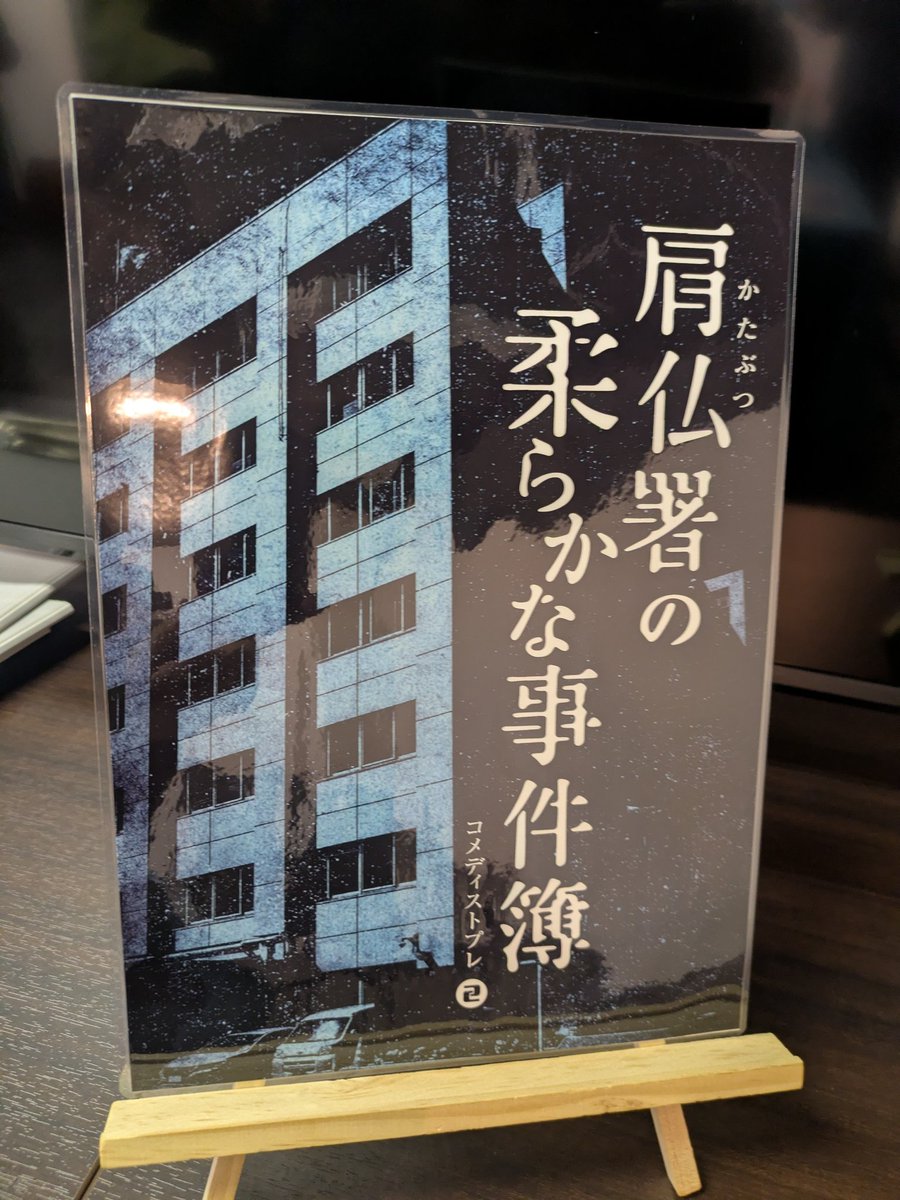 肩仏署の
かたぶつ
柔らかな事件簿
コメディストプレ